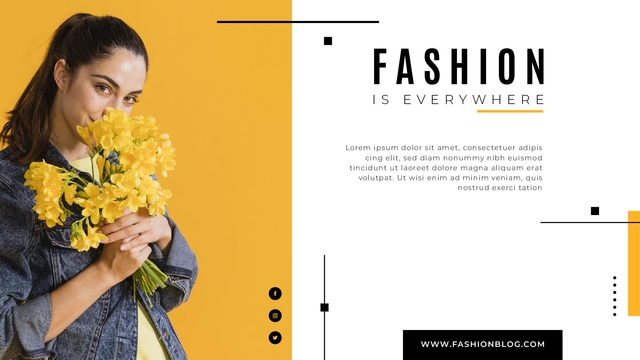 FASHION
IS EVERYWHERE
Lorem ipsum dolor sit amet, consectetuer adipis
cing elit, sed diam nonummy nibh euismod
tincidunt ut laoreet dolore magna aliquam erat
volutpat. Ut wisi enim ad minim veniam, quis
nostrud exerci tation
WWW.FASHIONBLOG.COM